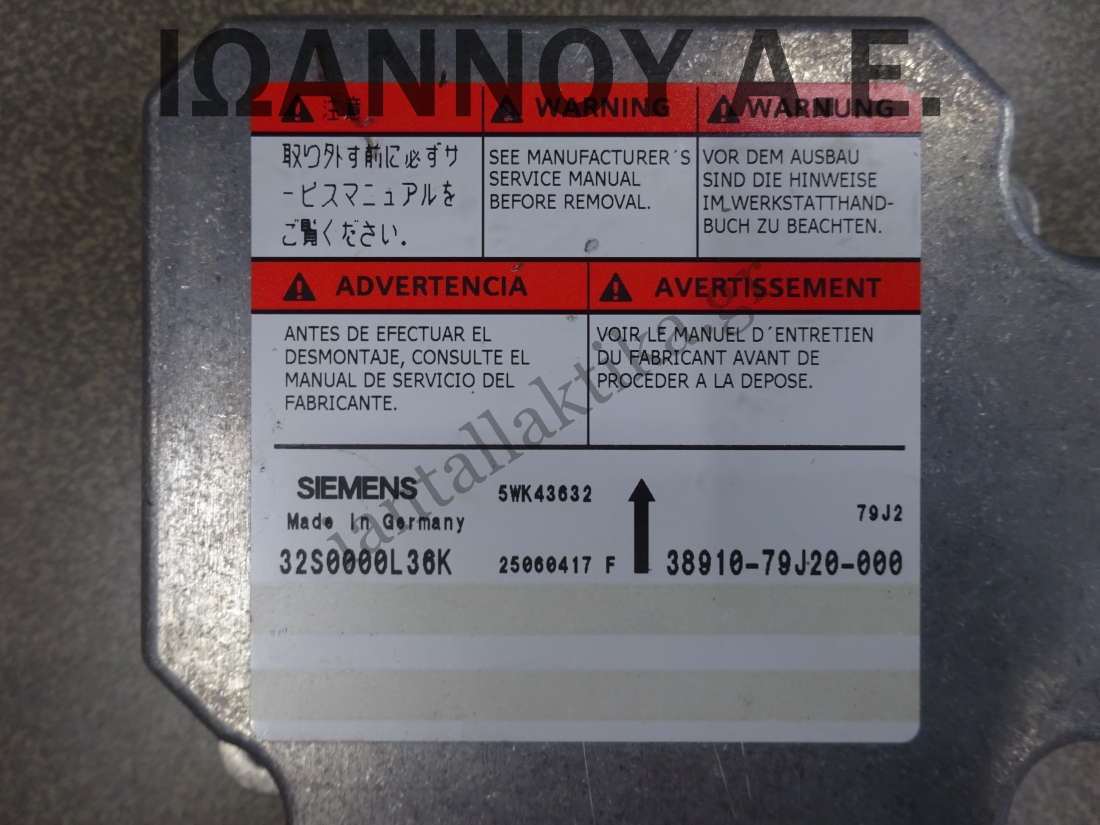 ΙΩΑΝΝΟΥ Α.Ε.
注意
取り外す前に必ずサ
ービスマニュアルを
ご覧ください.
WARNING
SEE MANUFACTURER´S
SERVICE MANUAL
BEFORE REMOVAL.
WARNUNG
VOR DEM AUSBAU
SIND DIE HINWEISE
IM WERKSTATTHAND-
BUCH ZU BEACHTEN.
ADVERTENCIA
ANTES DE EFECTUAR EL
DESMONTAJE, CONSULTE EL
MANUAL DE SERVICIO DEL
FABRICANTE.
AVERTISSEMENT
VOIR LE MANUEL D´ENTRETIEN
DU FABRICANT AVANT DE
PROCEDER A LA DEPOSE.
SIEMENS 5WK43632
Made in Germany 79J2
32S0000L36K 25060417 F 38910-79J20-000
iantallaktika.gr